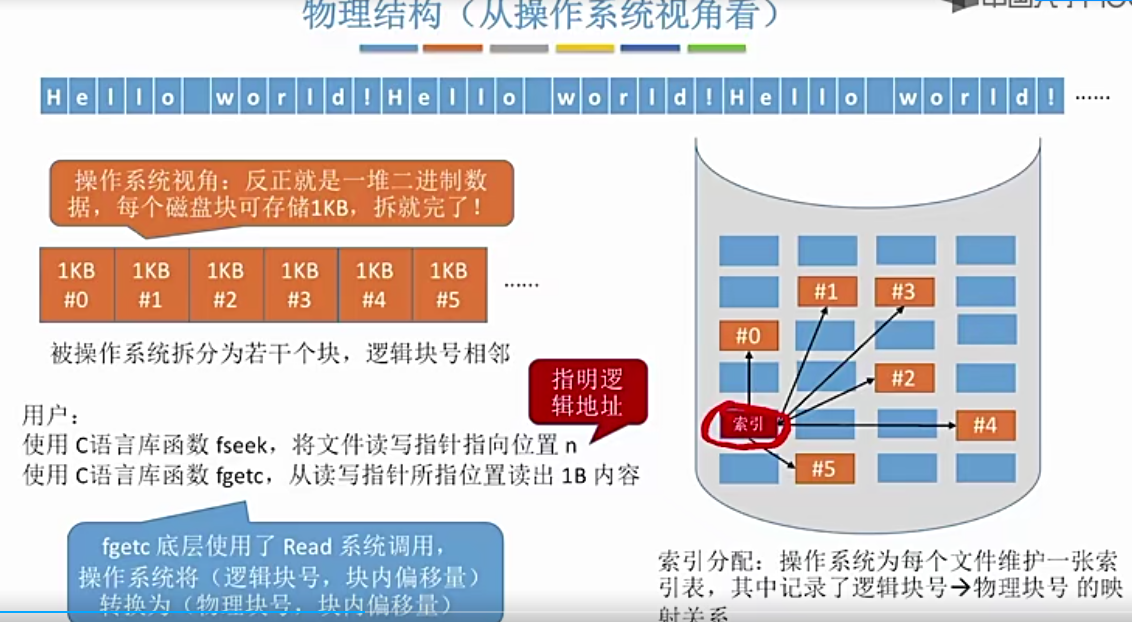 物理结构（从操作系统视角看）
Hello world!Hello world!Hello world! ……
操作系统视角：反正就是一堆二进制数
据，每个磁盘块可存储1KB，拆就完了！
1KB 1KB 1KB 1KB 1KB 1KB
#0 #1 #2 #3 #4 #5 ……
被操作系统拆分为若干个块，逻辑块号相邻
指明逻
辑地址
用户：
使用 C语言库函数 fseek，将文件读写指针指向位置 n
使用 C语言库函数 fgetc，从读写指针所指位置读出 1B 内容
fgetc 底层使用了 Read 系统调用，
操作系统将（逻辑块号，块内偏移量）
转换为（物理块号，块内偏移量）
#1 #3
#0
#2
索引 #4
#5
索引分配：操作系统为每个文件维护一张索
引表，其中记录了逻辑块号→物理块号 的映
射关系